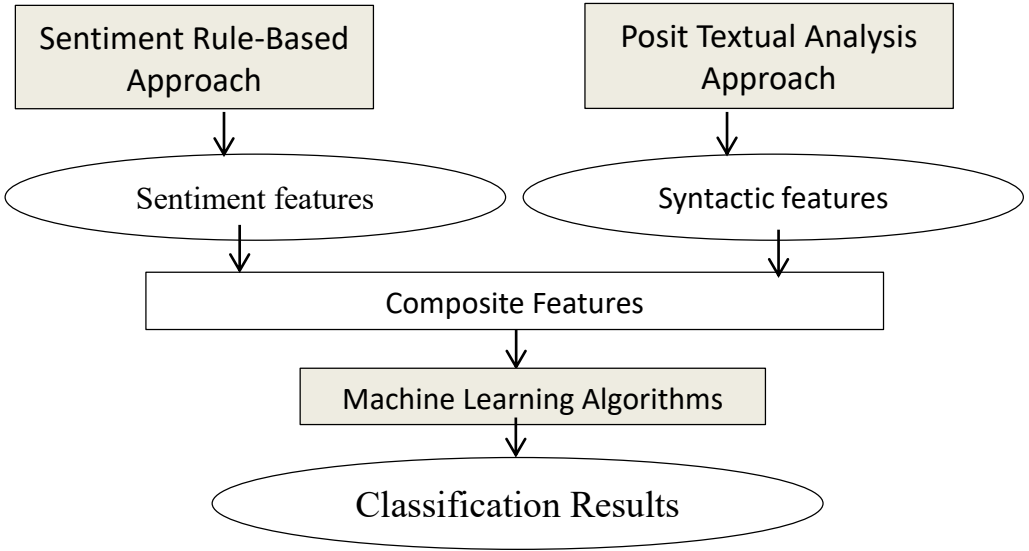 Sentiment Rule-Based
Approach
Posit Textual Analysis
Approach
Sentiment features
Syntactic features
Composite Features
Machine Learning Algorithms
Classification Results